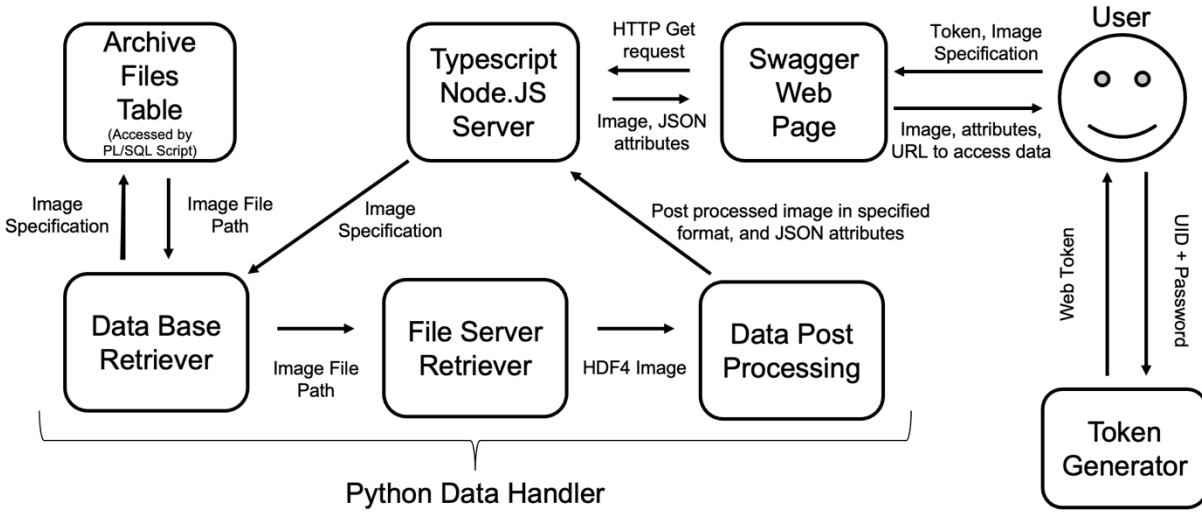 User
Archive
Files
Table
(Accessed by
PL/SQL Script)
Typescript
Node.JS
Server
HTTP Get
request
Image, JSON
attributes
Swagger
Web
Page
Token, Image
Specification
Image, attributes,
URL to access data
Image
Specification
Image File
Path
Image
Specification
Post processed image in specified
format, and JSON attributes
Web Token
UID + Password
Data Base
Retriever
Image File
Path
File Server
Retriever
HDF4 Image
Data Post
Processing
Token
Generator
Python Data Handler